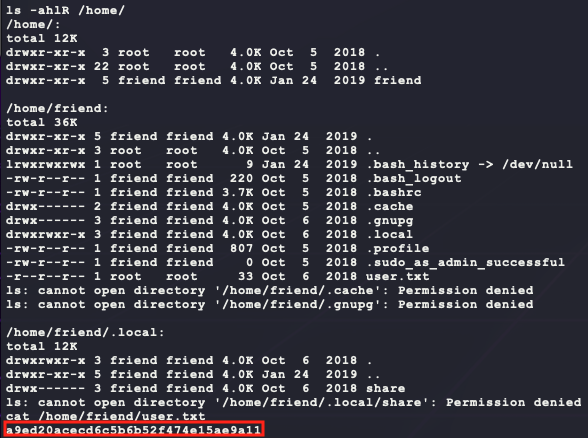 ls -ahlR /home/
/home/:
total 12K
drwxr-xr-x  3 root   root   4.0K Oct  5  2018 .
drwxr-xr-x 22 root   root   4.0K Oct  5  2018 ..
drwxr-xr-x  5 friend friend 4.0K Jan 24  2019 friend

/home/friend:
total 36K
drwxr-xr-x 5 friend friend 4.0K Jan 24  2019 .
drwxr-xr-x 3 root   root   4.0K Oct  5  2018 ..
lrwxrwxrwx 1 root   root      9 Jan 24  2019 .bash_history -> /dev/null
-rw-r--r-- 1 friend friend  220 Oct  5  2018 .bash_logout
-rw-r--r-- 1 friend friend 3.7K Oct  5  2018 .bashrc
drwx------ 2 friend friend 4.0K Oct  5  2018 .cache
drwx------ 3 friend friend 4.0K Oct  6  2018 .gnupg
drwxrwxr-x 3 friend friend 4.0K Oct  6  2018 .local
-rw-r--r-- 1 friend friend  807 Oct  5  2018 .profile
-rw-r--r-- 1 friend friend    0 Oct  5  2018 .sudo_as_admin_successful
-r--r--r-- 1 root   root     33 Oct  6  2018 user.txt
ls: cannot open directory '/home/friend/.cache': Permission denied
ls: cannot open directory '/home/friend/.gnupg': Permission denied

/home/friend/.local:
total 12K
drwxrwxr-x 3 friend friend 4.0K Oct  6  2018 .
drwxr-xr-x 5 friend friend 4.0K Jan 24  2019 ..
drwx------ 3 friend friend 4.0K Oct  6  2018 share
ls: cannot open directory '/home/friend/.local/share': Permission denied
cat /home/friend/user.txt
a9ed20acecd6c5b6b52f474e15ae9a11